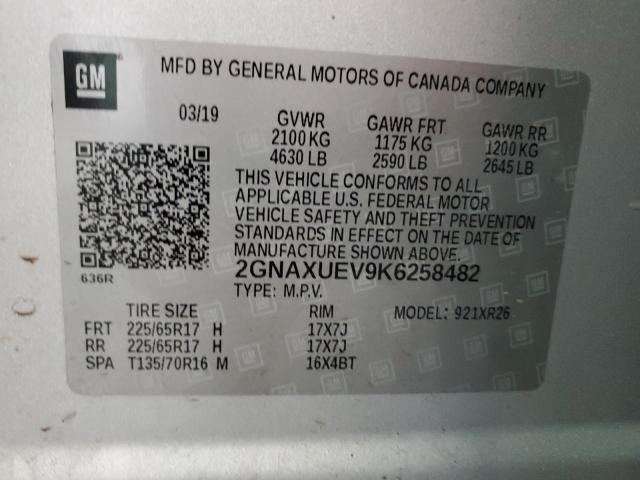 GM
MFD BY GENERAL MOTORS OF CANADA COMPANY
03/19 GVWR GAWR FRT GAWR RR
2100 KG 1175 KG 1200 KG
4630 LB 2590 LB 2645 LB
THIS VEHICLE CONFORMS TO ALL
APPLICABLE U.S. FEDERAL MOTOR
VEHICLE SAFETY AND THEFT PREVENTION
STANDARDS IN EFFECT ON THE DATE OF
MANUFACTURE SHOWN ABOVE.
636R 2GNAXUEV9K6258482
TYPE: M.P.V.
TIRE SIZE RIM MODEL: 921XR26
FRT 225/65R17 H 17X7J
RR 225/65R17 H 17X7J
SPA T135/70R16 M 16X4BT